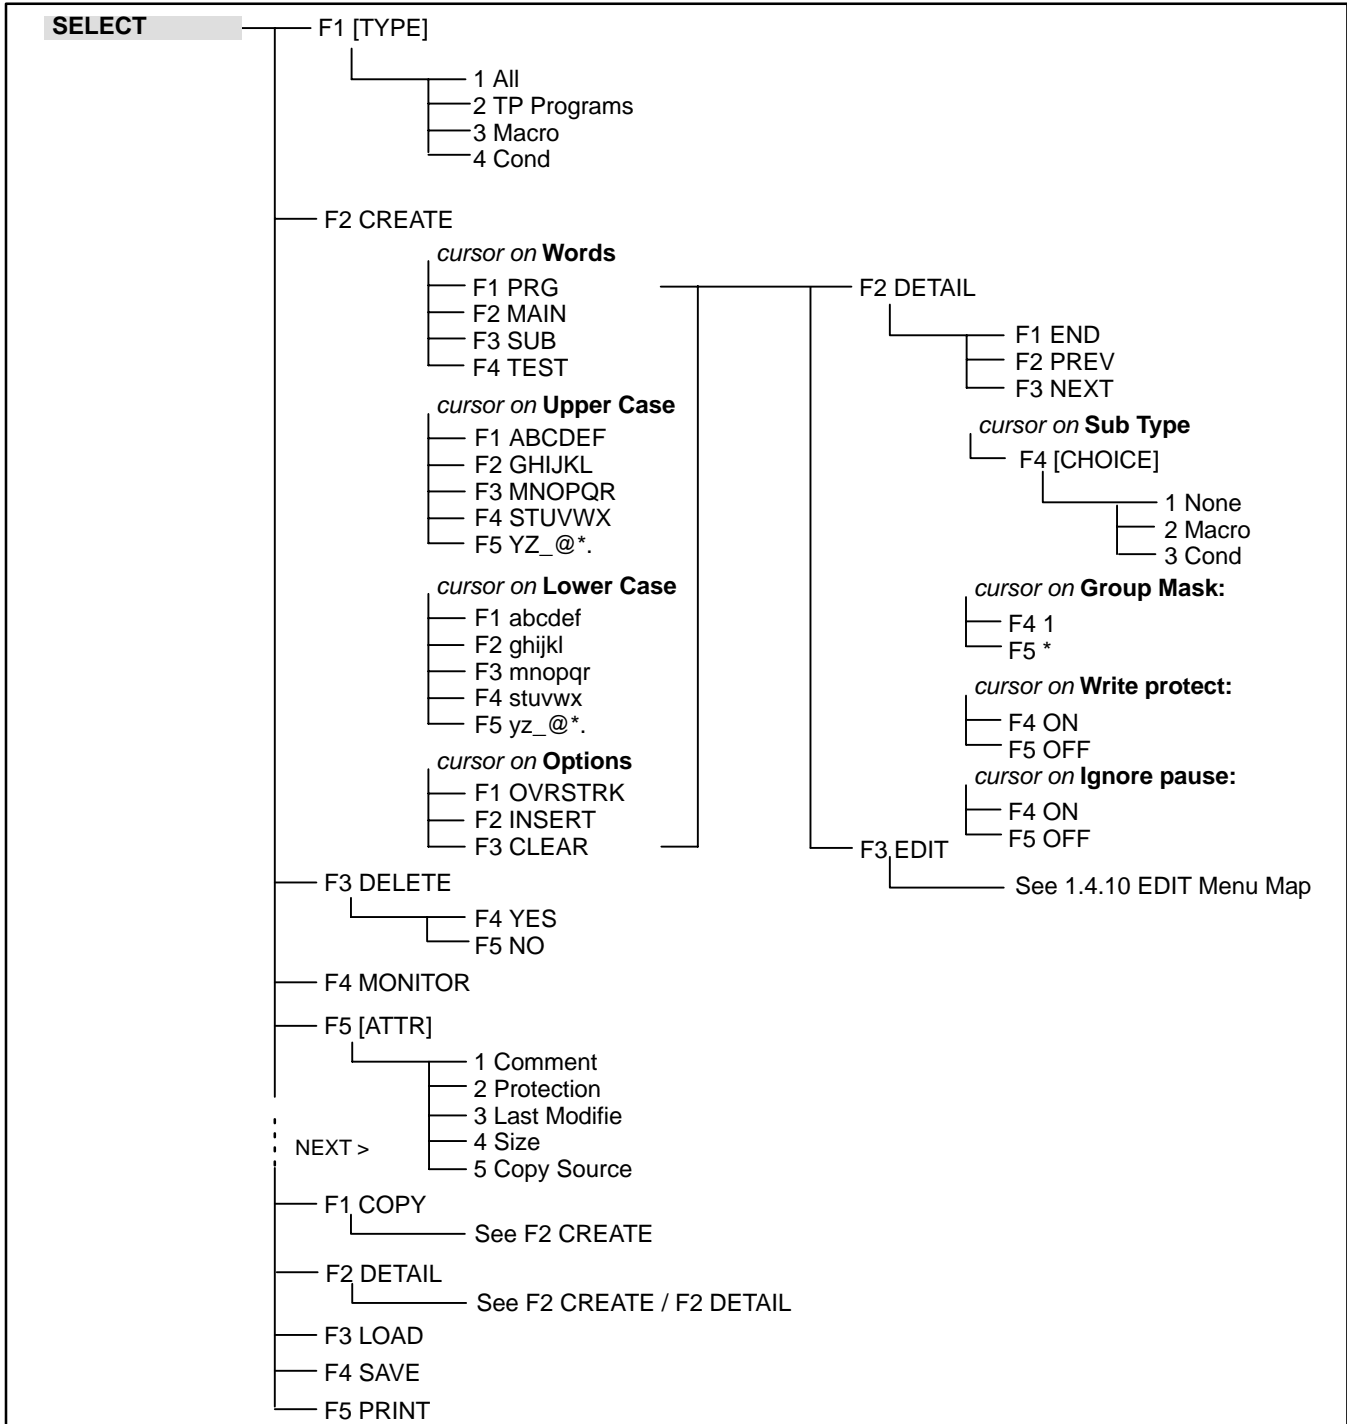 SELECT
F1 [TYPE]
1 All
2 TP Programs
3 Macro
4 Cond
F2 CREATE
cursor on Words
F1 PRG
F2 MAIN
F3 SUB
F4 TEST
cursor on Upper Case
F1 ABCDEF
F2 GHIJKL
F3 MNOPQR
F4 STUVWX
F5 YZ_@*.
cursor on Lower Case
F1 abcdef
F2 ghijkl
F3 mnopqr
F4 stuvwx
F5 yz_@*.
cursor on Options
F1 OVRSTRK
F2 INSERT
F3 CLEAR
F2 DETAIL
F1 END
F2 PREV
F3 NEXT
cursor on Sub Type
F4 [CHOICE]
1 None
2 Macro
3 Cond
cursor on Group Mask:
F4 1
F5 *
cursor on Write protect:
F4 ON
F5 OFF
cursor on Ignore pause:
F4 ON
F5 OFF
F3 EDIT
See 1.4.10 EDIT Menu Map
F3 DELETE
F4 YES
F5 NO
F4 MONITOR
F5 [ATTR]
1 Comment
2 Protection
3 Last Modifie
4 Size
5 Copy Source
NEXT >
F1 COPY
See F2 CREATE
F2 DETAIL
See F2 CREATE / F2 DETAIL
F3 LOAD
F4 SAVE
F5 PRINT